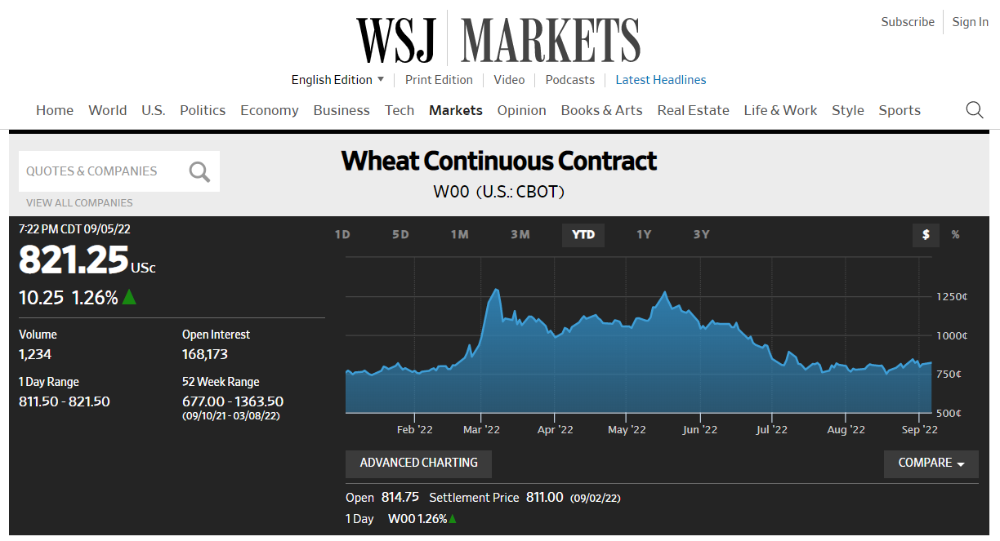 WSJ MARKETS
Subscribe Sign In
English Edition Print Edition Video Podcasts Latest Headlines
Home World U.S. Politics Economy Business Tech Markets Opinion Books & Arts Real Estate Life & Work Style Sports
QUOTES & COMPANIES
VIEW ALL COMPANIES
Wheat Continuous Contract
W00 (U.S.: CBOT)
7:22 PM CDT 09/05/22
821.25 USc
10.25 1.26%
Volume Open Interest
1,234 168,173
1 Day Range 52 Week Range
811.50 - 821.50 677.00 - 1363.50
(09/10/21 - 03/08/22)
1D 5D 1M 3M YTD 1Y 3Y $ %
1250¢
1000¢
750¢
500¢
Feb '22 Mar '22 Apr '22 May '22 Jun '22 Jul '22 Aug '22 Sep '22
ADVANCED CHARTING COMPARE
Open 814.75 Settlement Price 811.00 (09/02/22)
1 Day W00 1.26%